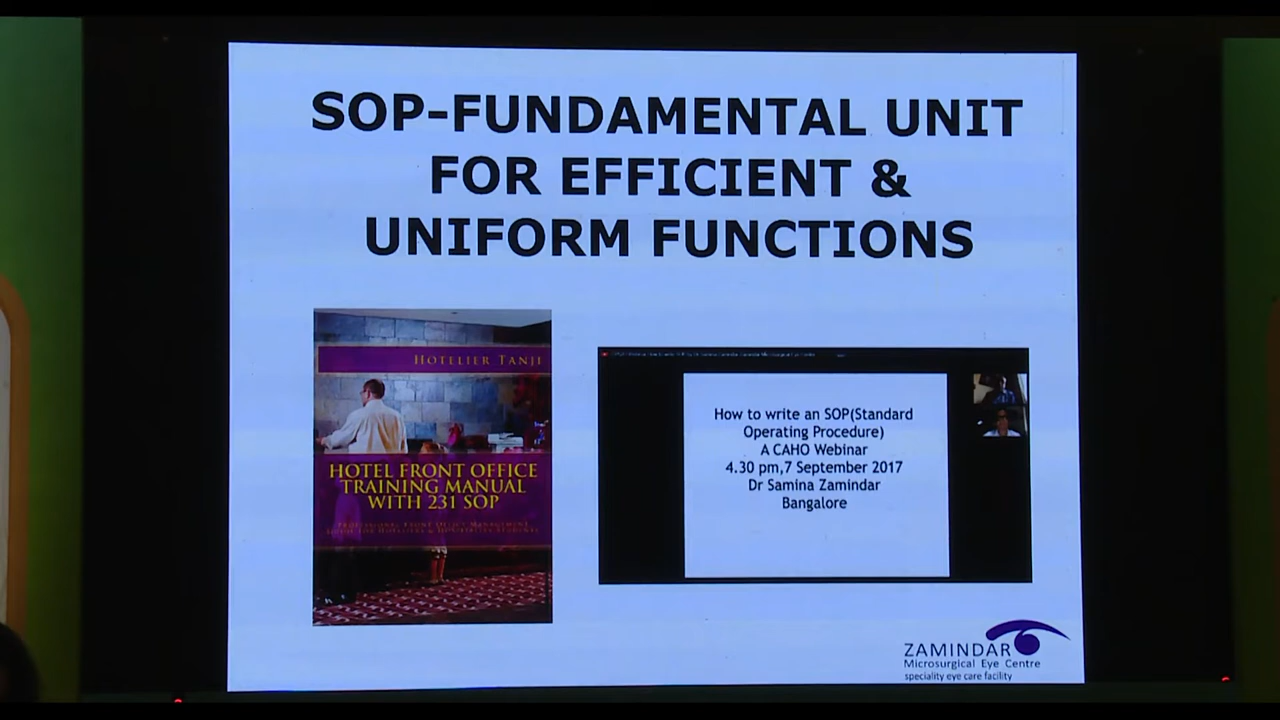 SOP-FUNDAMENTAL UNIT
FOR EFFICIENT &
UNIFORM FUNCTIONS
HOTELIER TANJI
HOTEL FRONT OFFICE
TRAINING MANUAL
WITH 231 SOP
How to write an SOP(Standard
Operating Procedure)
A CAHO Webinar
4.30 pm,7 September 2017
Dr Samina Zamindar
Bangalore
ZAMINDAR
Microsurgical Eye Centre
speciality eye care facility